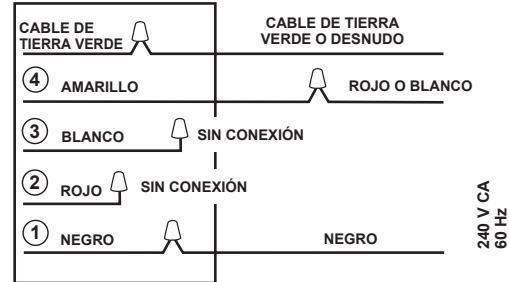 CABLE DE
TIERRA VERDE
CABLE DE TIERRA
VERDE O DESNUDO
4 AMARILLO
ROJO O BLANCO
3 BLANCO
SIN CONEXIÓN
2 ROJO
SIN CONEXIÓN
1 NEGRO
NEGRO
240 V CA
60 Hz